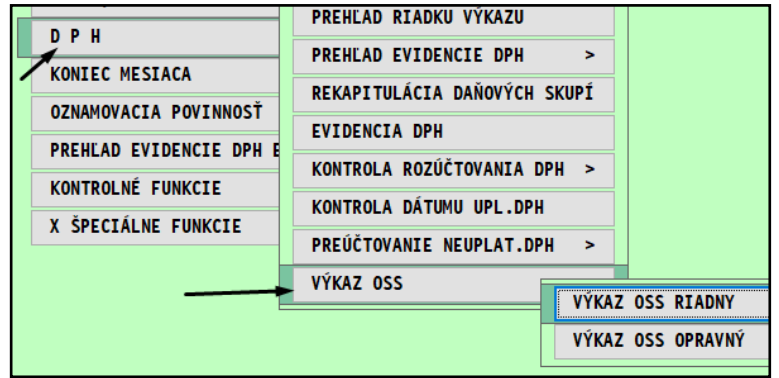 D P H
KONIEC MESIACA
OZNAMOVACIA POVINNOSŤ
PREHĽAD EVIDENCIE DPH E
KONTROLNÉ FUNKCIE
X ŠPECIÁLNE FUNKCIE
PREHĽAD RIADKU VÝKAZU
PREHĽAD EVIDENCIE DPH >
REKAPITULÁCIA DAŇOVÝCH SKUPÍ
EVIDENCIA DPH
KONTROLA ROZÚČTOVANIA DPH >
KONTROLA DÁTUMU UPL.DPH
PREÚČTOVANIE NEUPLAT.DPH >
VÝKAZ OSS
VÝKAZ OSS RIADNY
VÝKAZ OSS OPRAVNÝ